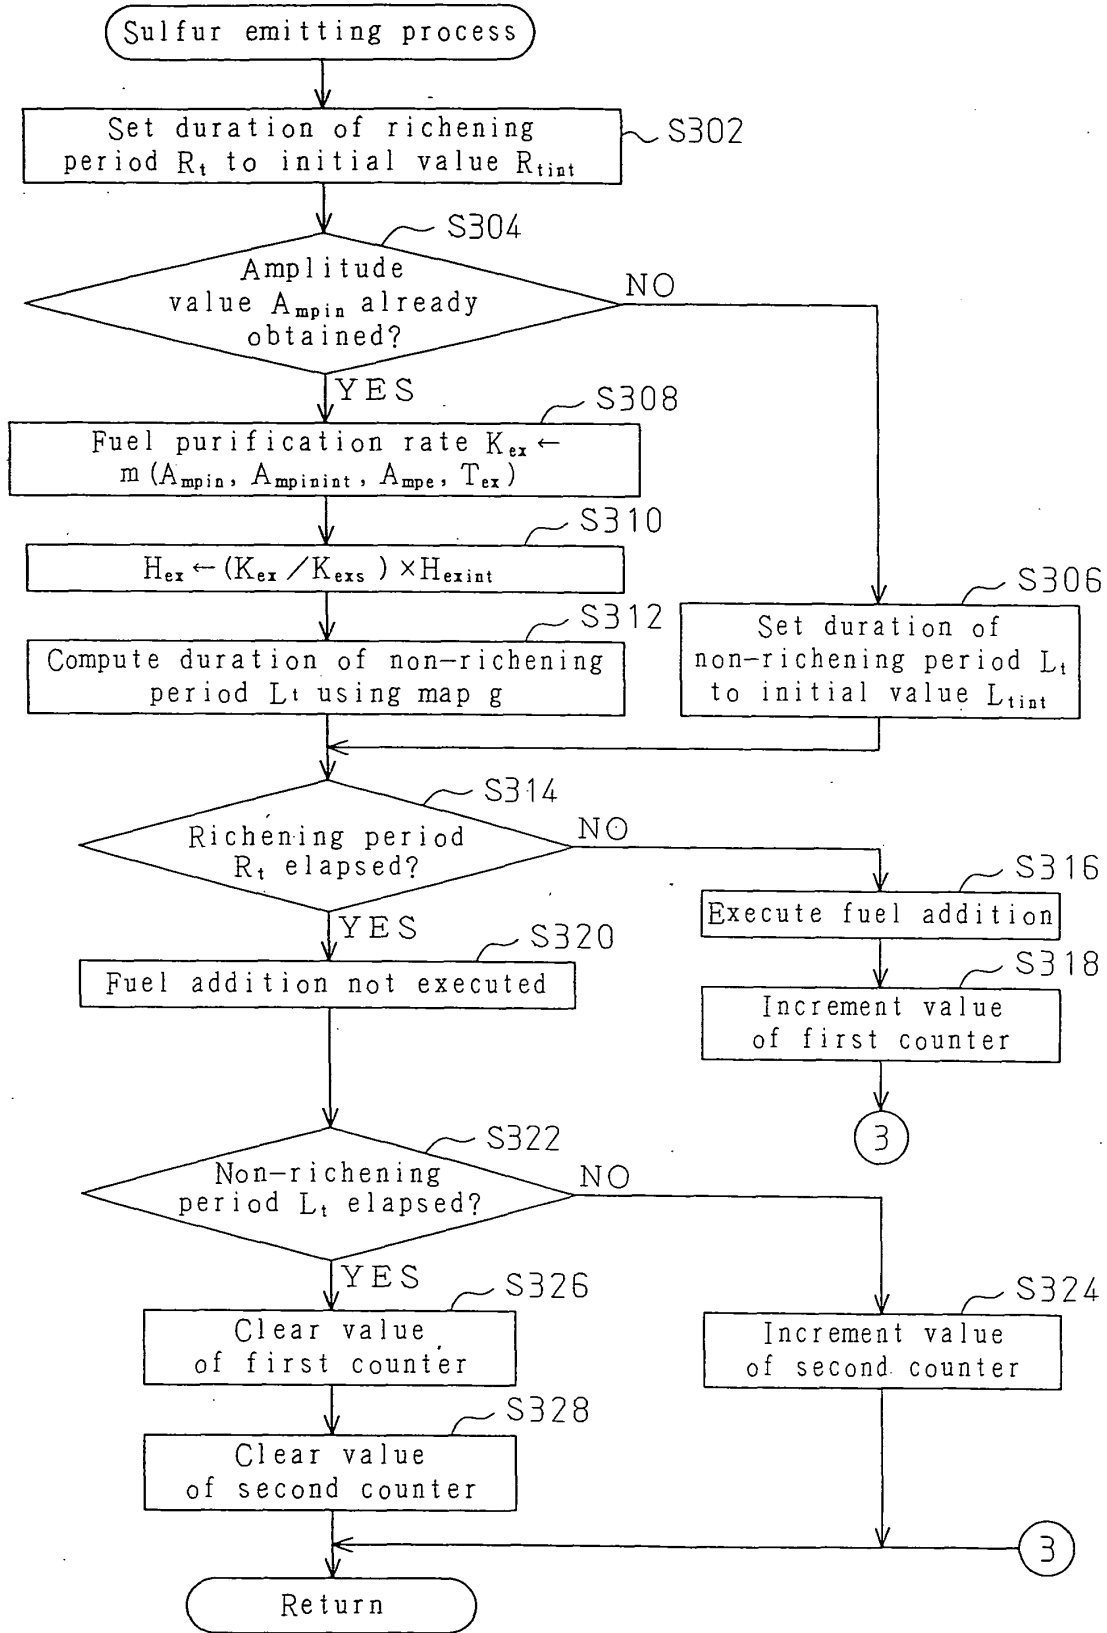 Sulfur emitting process
Set duration of richening
period Rt to initial value Rtint
S302
S304
Amplitude
value Ampin already
obtained?
NO
YES
S308
Fuel purification rate Kex←
m(Ampin, Ampinint, Ampe, Tex)
S310
Hex←(Kex/Kexs)×Hexint
S306
Set duration of
non-richening period Lt
to initial value Ltint
S312
Compute duration of non-richening
period Lt using map g
S314
Richening period
Rt elapsed?
NO
YES
S316
Execute fuel addition
S318
Increment value
of first counter
3
S320
Fuel addition not executed
S322
Non-richening
period Lt elapsed?
NO
YES
S324
Increment value
of second counter
S326
Clear value
of first counter
S328
Clear value
of second counter
3
Return